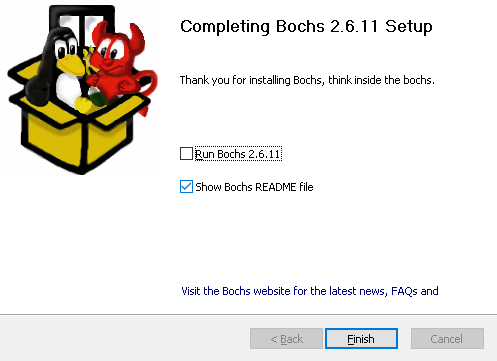 Completing Bochs 2.6.11 Setup
Thank you for installing Bochs, think inside the bochs.
Run Bochs 2.6.11
Show Bochs README file
Visit the Bochs website for the latest news, FAQs and
< Back
Finish
Cancel